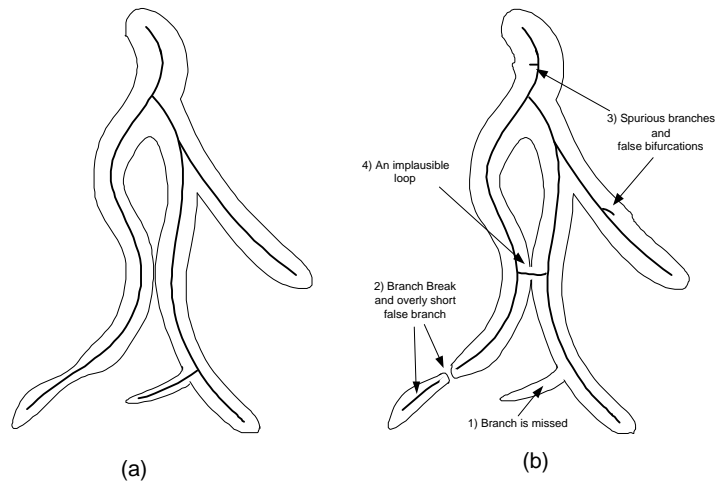 3) Spurious branches
and
false bifurcations
4) An implausible
loop
2) Branch Break
and overly short
false branch
1) Branch is missed
(a)
(b)